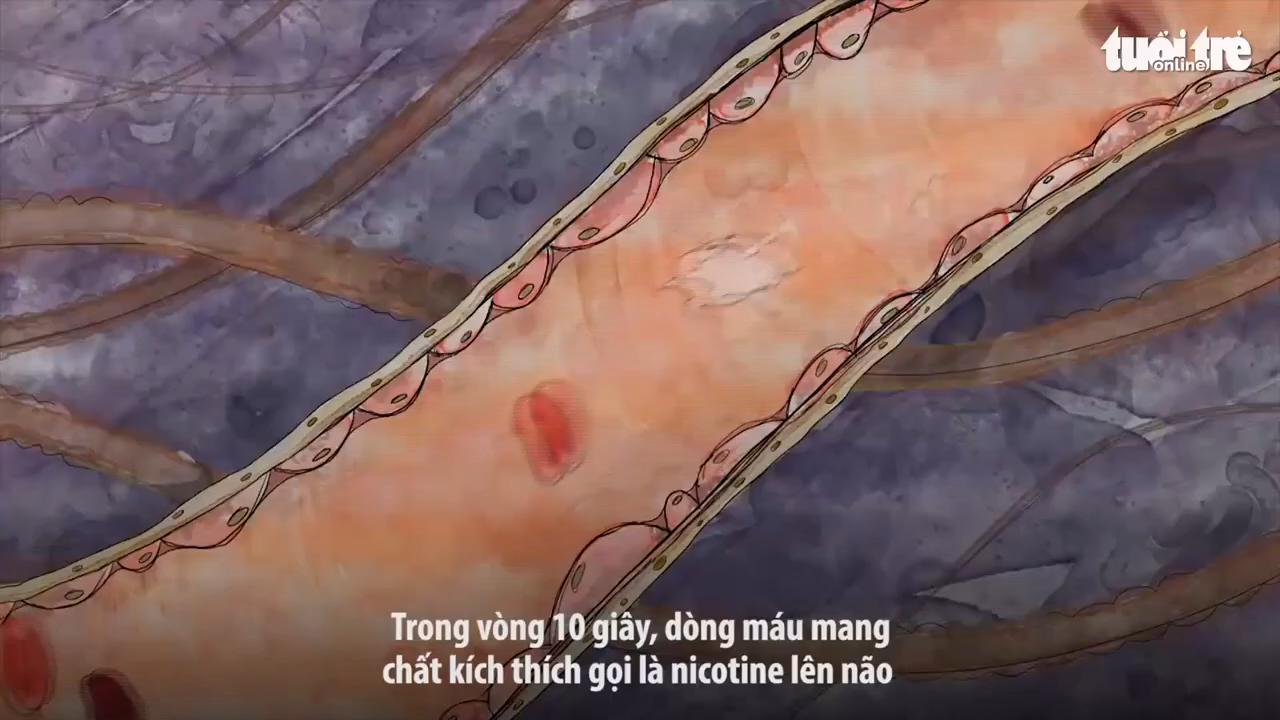 tuổi trẻ
online
Trong vòng 10 giây, dòng máu mang
chất kích thích gọi là nicotine lên não